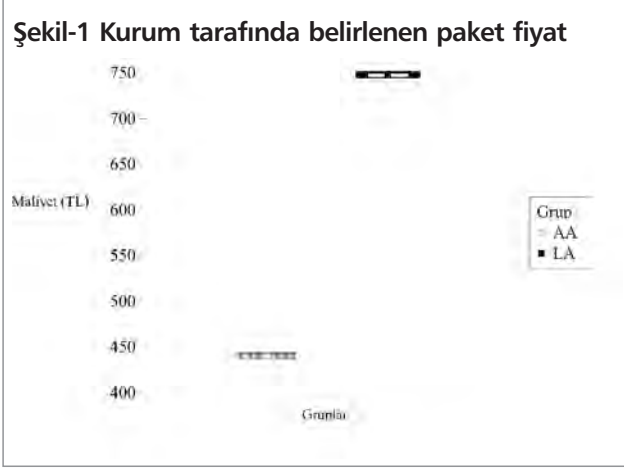 Şekil-1 Kurum tarafında belirlenen paket fiyat
750
700
650
Maliyet (TL)
600
550
500
450
400
Grup
AA
LA
Gruplar